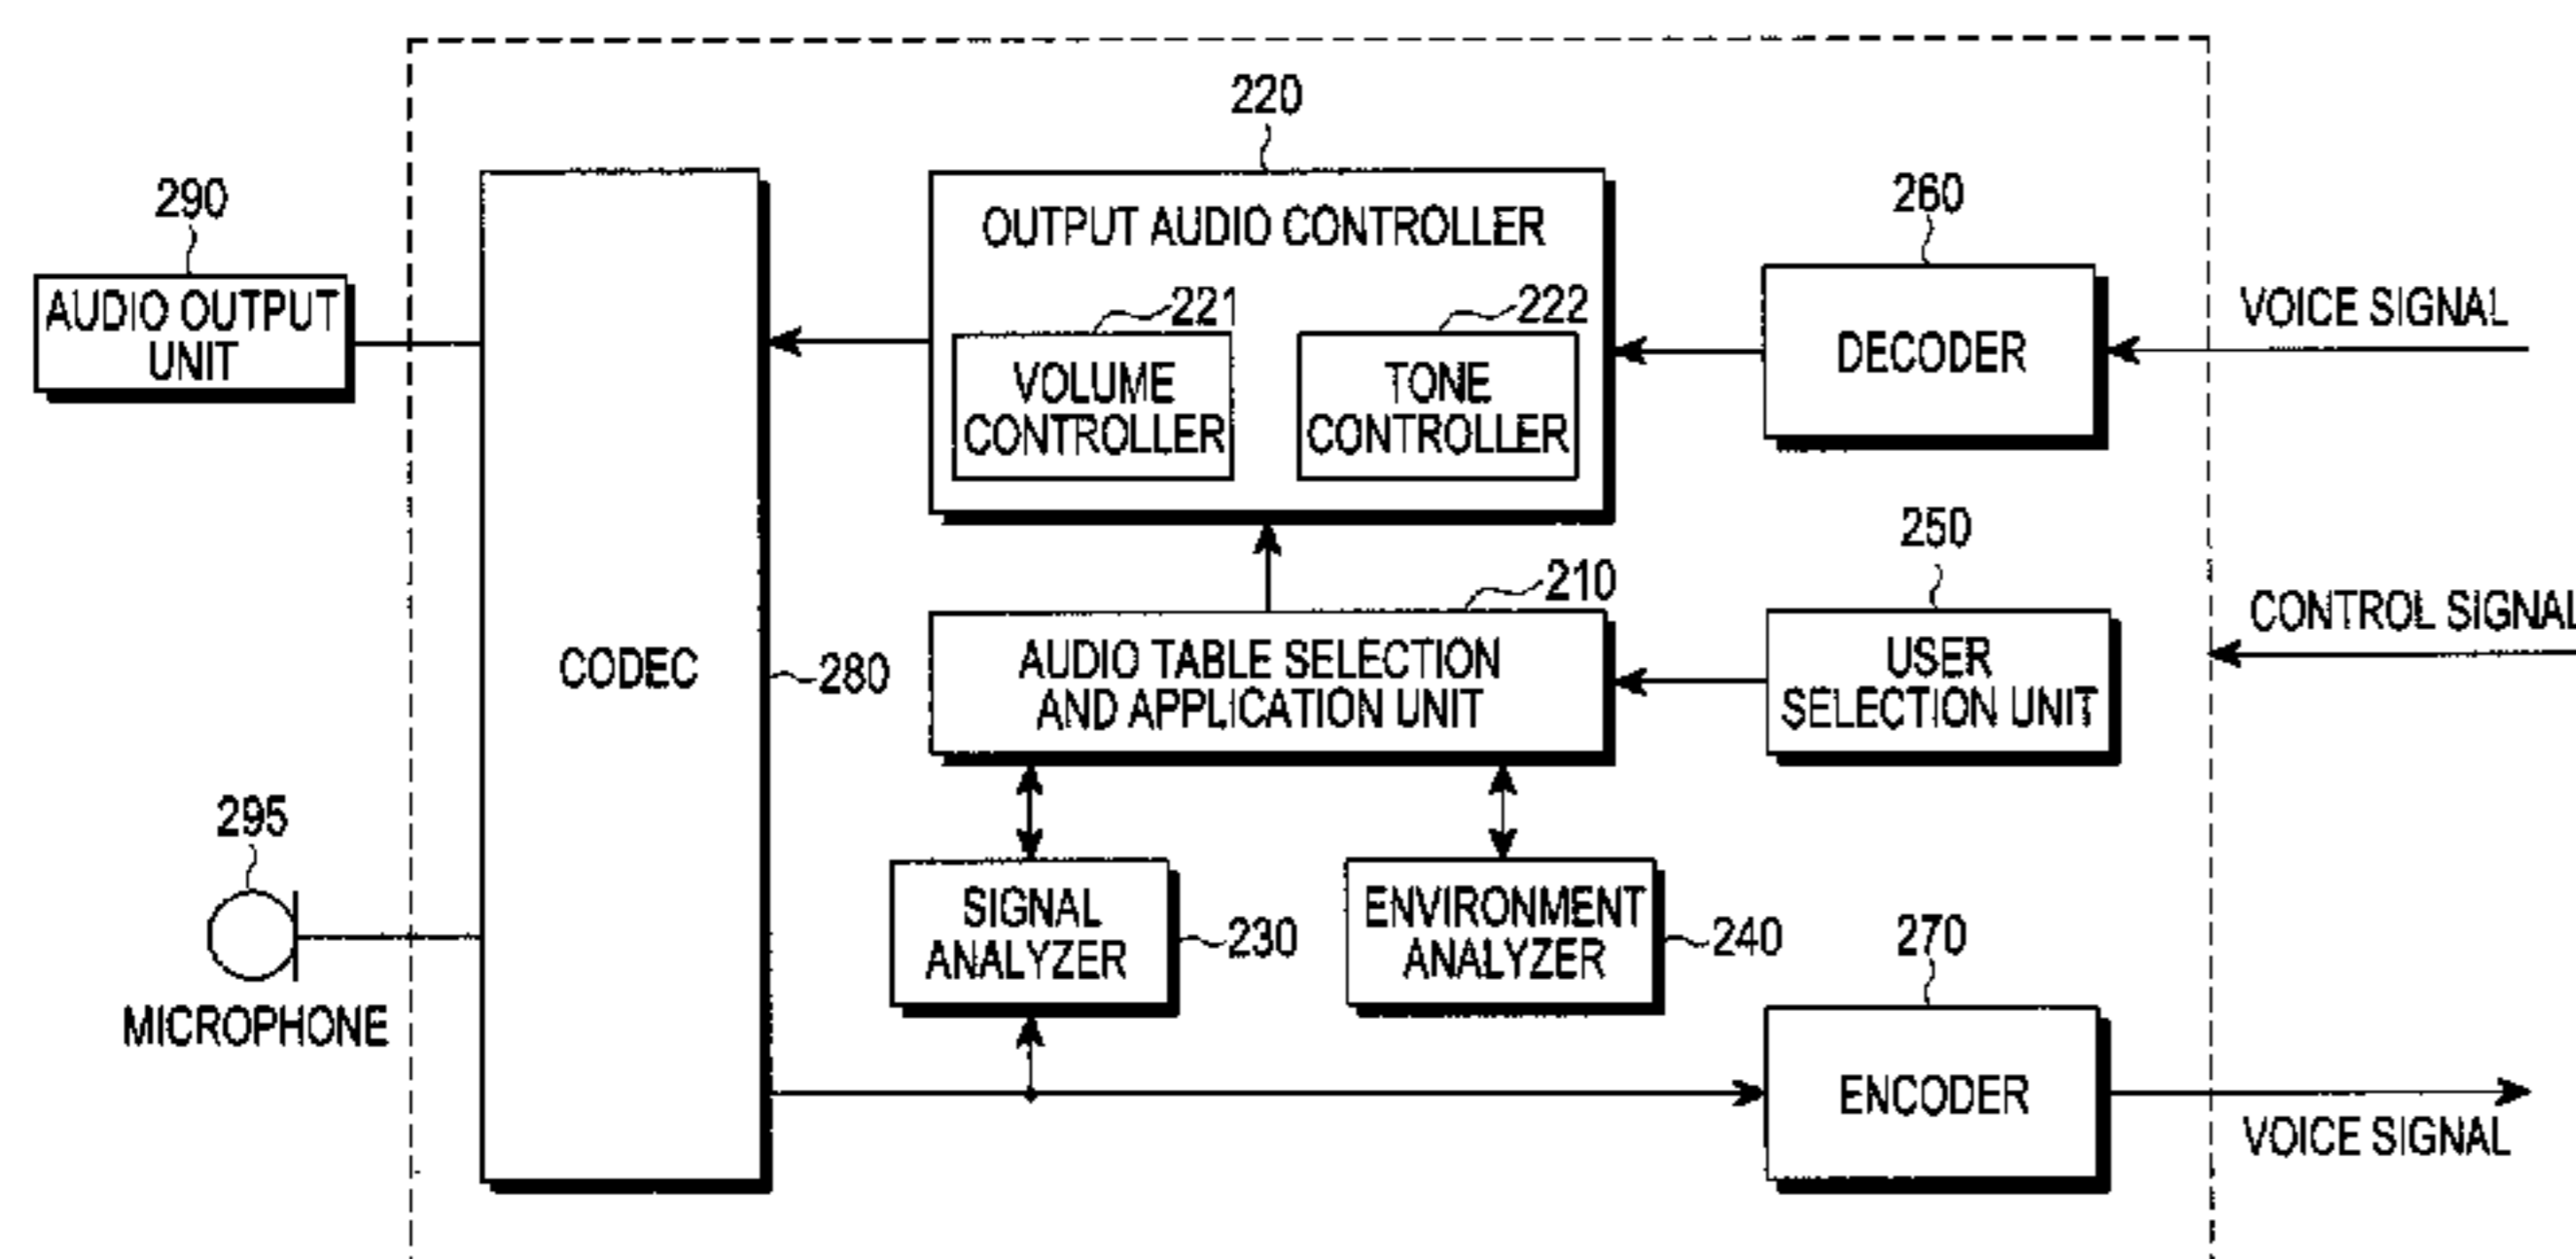 220
290
OUTPUT AUDIO CONTROLLER
260
AUDIO OUTPUT
UNIT
221
222
VOLUME
CONTROLLER
TONE
CONTROLLER
DECODER
VOICE SIGNAL
250
210
CODEC
280
AUDIO TABLE SELECTION
AND APPLICATION UNIT
USER
SELECTION UNIT
CONTROL SIGNAL
295
MICROPHONE
SIGNAL
ANALYZER
230
ENVIRONMENT
ANALYZER
240
270
ENCODER
VOICE SIGNAL